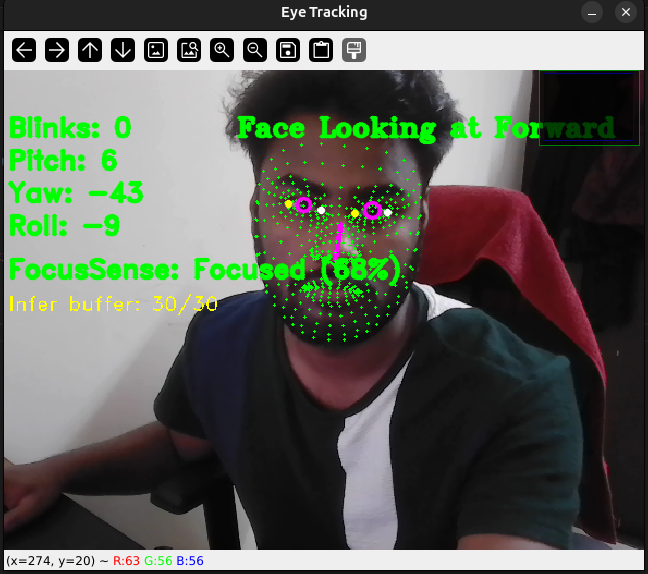 Eye Tracking
Blinks: 0
Face Looking at Forward
Pitch: 6
Yaw: -43
Roll: -9
FocusSense: Focused (68%)
Infer buffer: 30/30
(x=274, y=20) ~ R:63 G:56 B:56